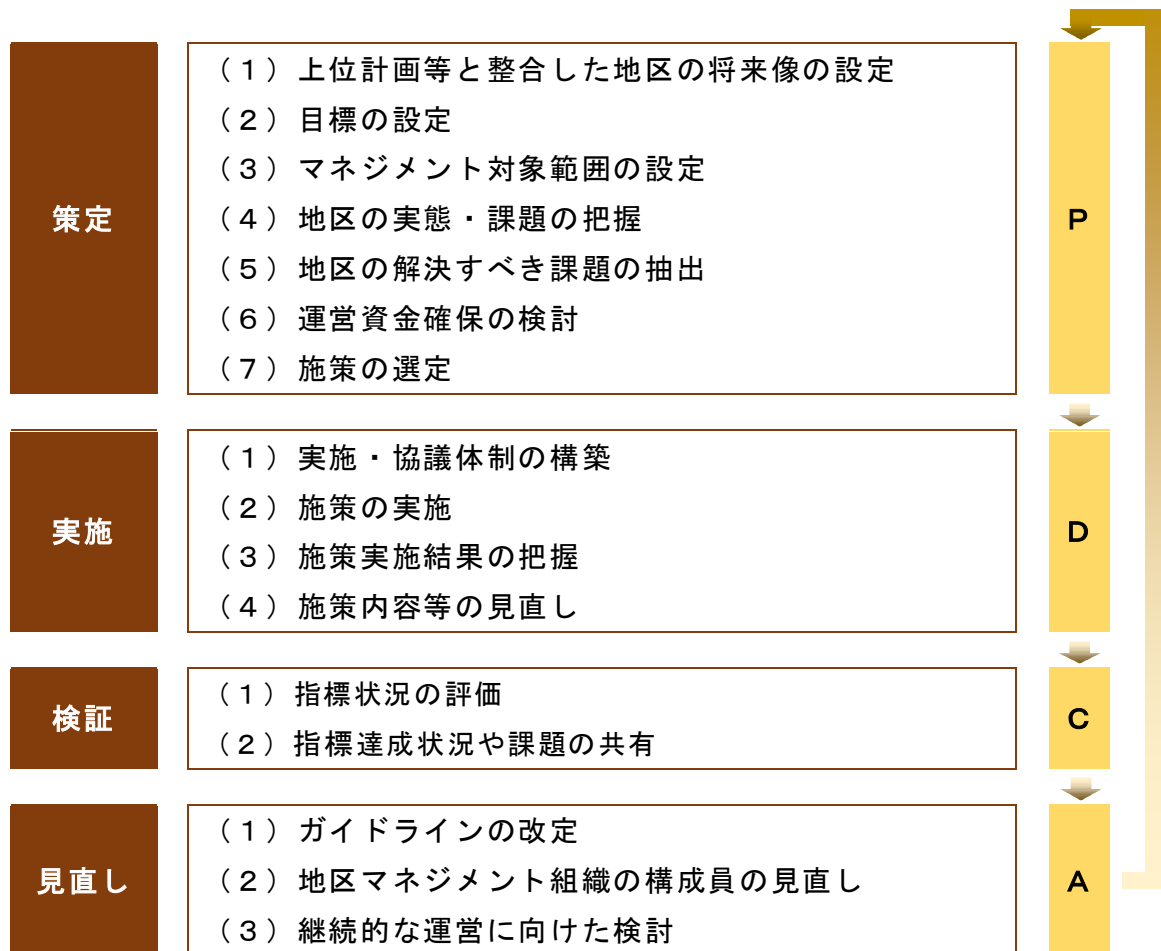 策定
（１）上位計画等と整合した地区の将来像の設定
（２）目標の設定
（３）マネジメント対象範囲の設定
（４）地区の実態・課題の把握
（５）地区の解決すべき課題の抽出
（６）運営資金確保の検討
（７）施策の選定
P
実施
（１）実施・協議体制の構築
（２）施策の実施
（３）施策実施結果の把握
（４）施策内容等の見直し
D
検証
（１）指標状況の評価
（２）指標達成状況や課題の共有
C
見直し
（１）ガイドラインの改定
（２）地区マネジメント組織の構成員の見直し
（３）継続的な運営に向けた検討
A